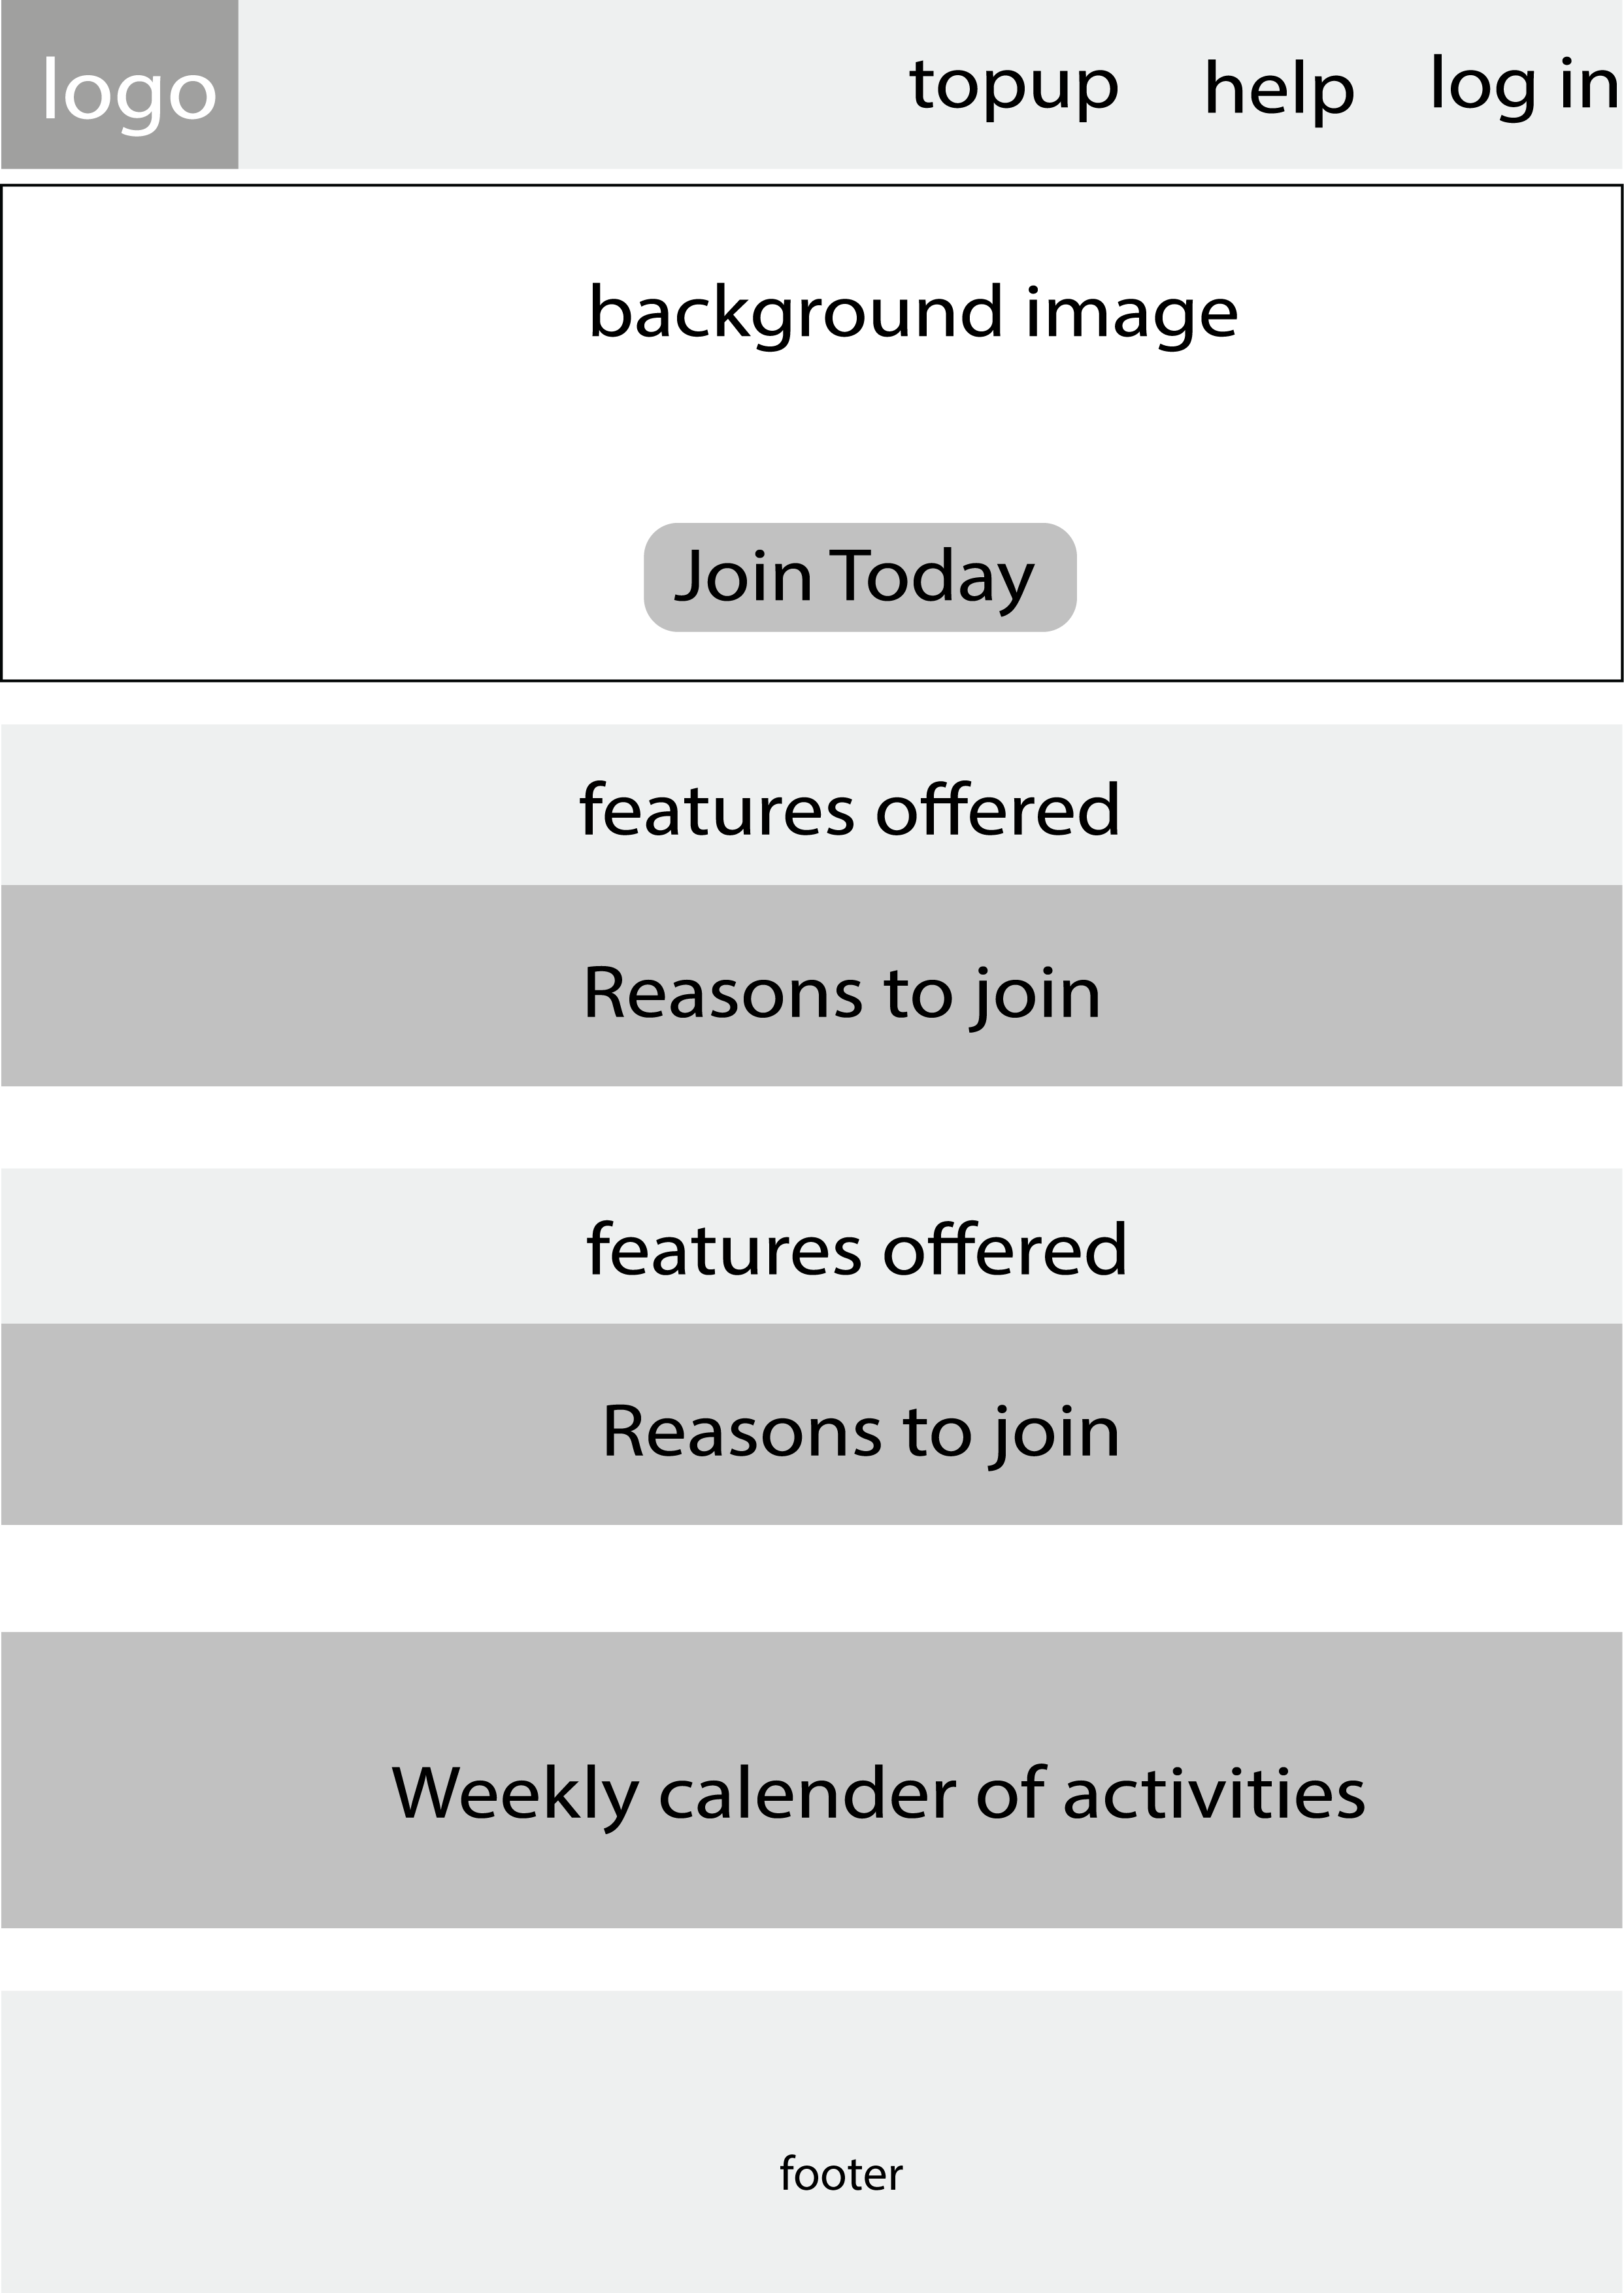 logo
topup help log in
background image
Join Today
features offered
Reasons to join
features offered
Reasons to join
Weekly calender of activities
footer